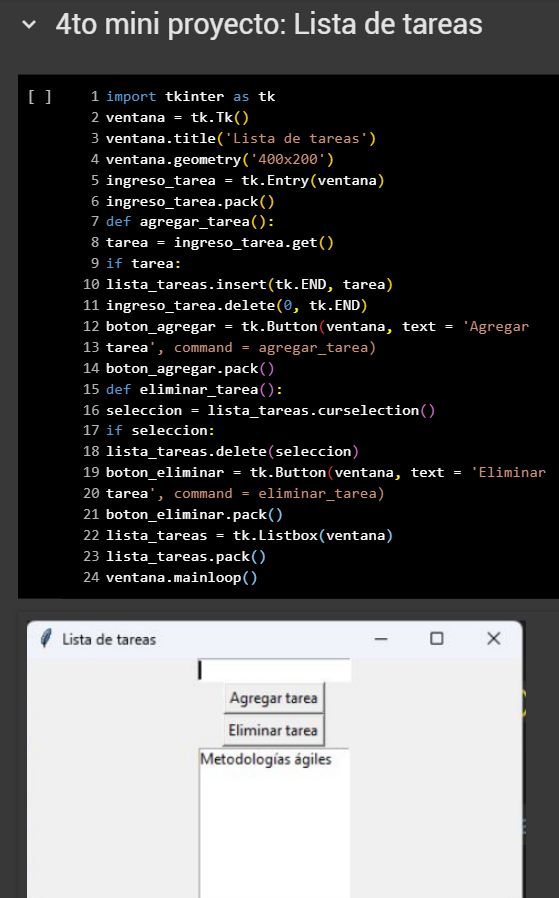 4to mini proyecto: Lista de tareas
[ ]
1 import tkinter as tk
2 ventana = tk.Tk()
3 ventana.title('Lista de tareas')
4 ventana.geometry('400x200')
5 ingreso_tarea = tk.Entry(ventana)
6 ingreso_tarea.pack()
7 def agregar_tarea():
8 tarea = ingreso_tarea.get()
9 if tarea:
10 lista_tareas.insert(tk.END, tarea)
11 ingreso_tarea.delete(0, tk.END)
12 boton_agregar = tk.Button(ventana, text = 'Agregar
13 tarea', command = agregar_tarea)
14 boton_agregar.pack()
15 def eliminar_tarea():
16 seleccion = lista_tareas.curselection()
17 if seleccion:
18 lista_tareas.delete(seleccion)
19 boton_eliminar = tk.Button(ventana, text = 'Eliminar
20 tarea', command = eliminar_tarea)
21 boton_eliminar.pack()
22 lista_tareas = tk.Listbox(ventana)
23 lista_tareas.pack()
24 ventana.mainloop()
Lista de tareas
Agregar tarea
Eliminar tarea
Metodologías ágiles